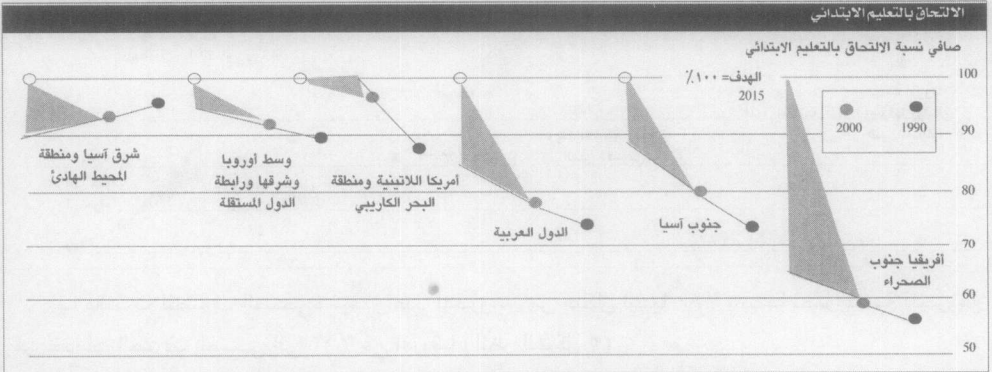 الالتحاق بالتعليم الابتدائي
صافي نسبة الالتحاق بالتعليم الابتدائي
الهدف= ١٠٠٪
2015
1990
2000
100
90
80
70
60
50
أفريقيا جنوب
الصحراء
جنوب آسيا
الدول العربية
أمريكا اللاتينية ومنطقة
البحر الكاريبي
وسط أوروبا
وشرقها ورابطة
الدول المستقلة
شرق آسيا ومنطقة
المحيط الهادئ